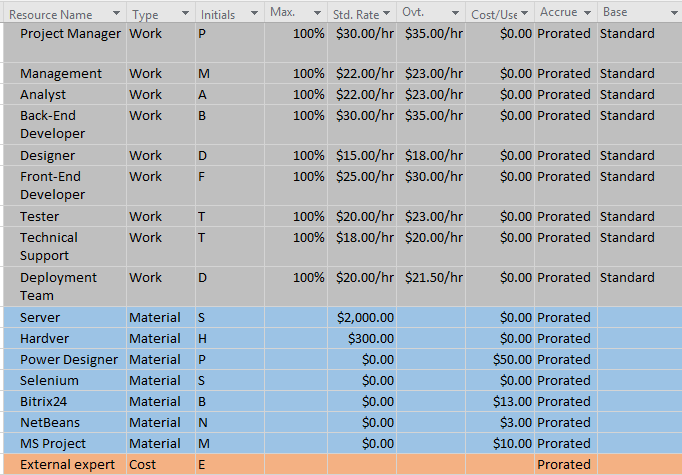 Resource Name Type Initials Max. Std. Rate Ovt. Cost/Use Accrue Base
Project Manager Work P 100% $30.00/hr $35.00/hr $0.00 Prorated Standard
Management Work M 100% $22.00/hr $23.00/hr $0.00 Prorated Standard
Analyst Work A 100% $22.00/hr $23.00/hr $0.00 Prorated Standard
Back-End Work B 100% $30.00/hr $35.00/hr $0.00 Prorated Standard
Developer
Designer Work D 100% $15.00/hr $18.00/hr $0.00 Prorated Standard
Front-End Work F 100% $25.00/hr $30.00/hr $0.00 Prorated Standard
Developer
Tester Work T 100% $20.00/hr $23.00/hr $0.00 Prorated Standard
Technical Work T 100% $18.00/hr $20.00/hr $0.00 Prorated Standard
Support
Deployment Work D 100% $20.00/hr $21.50/hr $0.00 Prorated Standard
Team
Server Material S $2,000.00 $0.00 Prorated
Hardver Material H $300.00 $0.00 Prorated
Power Designer Material P $0.00 $50.00 Prorated
Selenium Material S $0.00 $0.00 Prorated
Bitrix24 Material B $0.00 $13.00 Prorated
NetBeans Material N $0.00 $3.00 Prorated
MS Project Material M $0.00 $10.00 Prorated
External expert Cost E Prorated